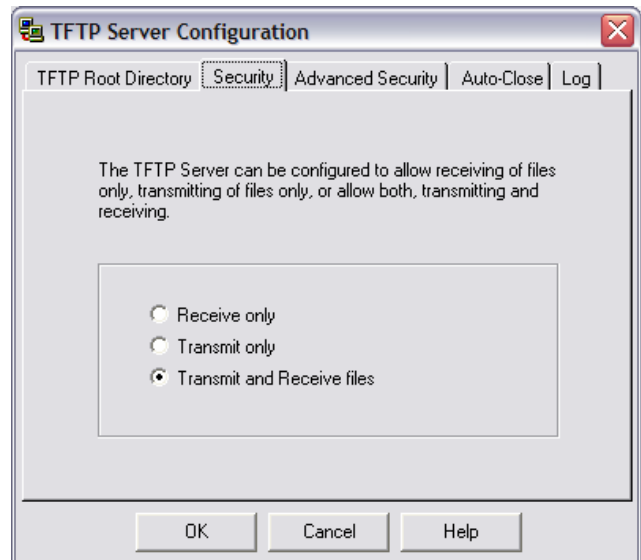 TFTP Server Configuration
TFTP Root Directory Security Advanced Security Auto-Close Log
The TFTP Server can be configured to allow receiving of files
only, transmitting of files only, or allow both, transmitting and
receiving.
Receive only
Transmit only
Transmit and Receive files
OK Cancel Help